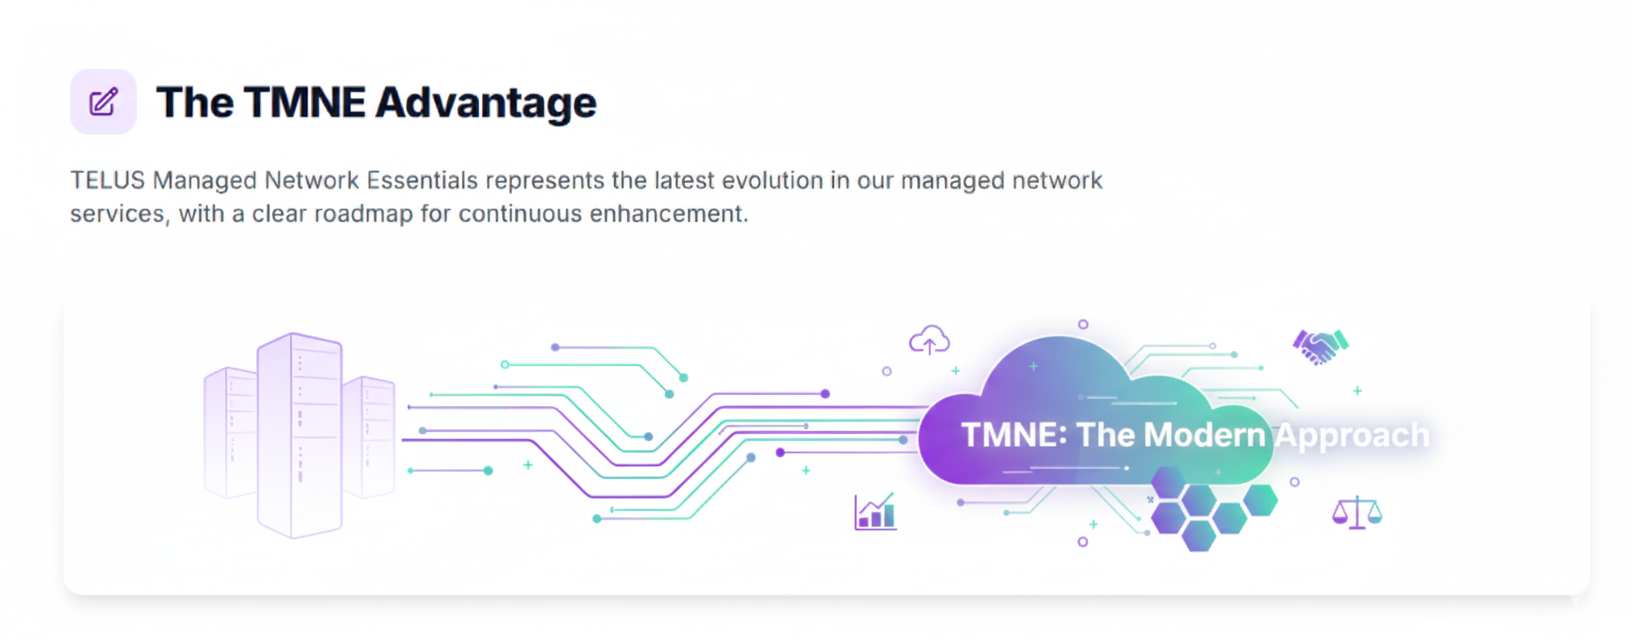 The TMNE Advantage
TELUS Managed Network Essentials represents the latest evolution in our managed network
services, with a clear roadmap for continuous enhancement.
TMNE: The Modern Approach